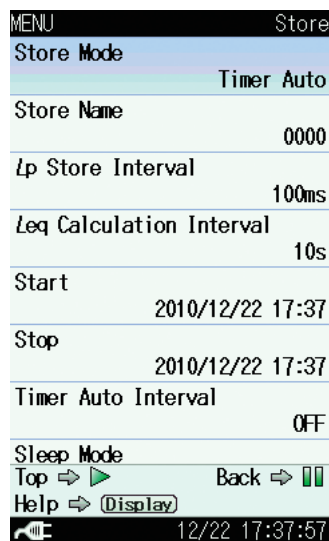 MENU Store
Store Mode
Timer Auto
Store Name
0000
Lp Store Interval
100ms
Leq Calculation Interval
10s
Start
2010/12/22 17:37
Stop
2010/12/22 17:37
Timer Auto Interval
OFF
Sleep Mode
Top ⇨ ▷ Back ⇨ ▯▯
Help ⇨ (Display)
12/22 17:37:57